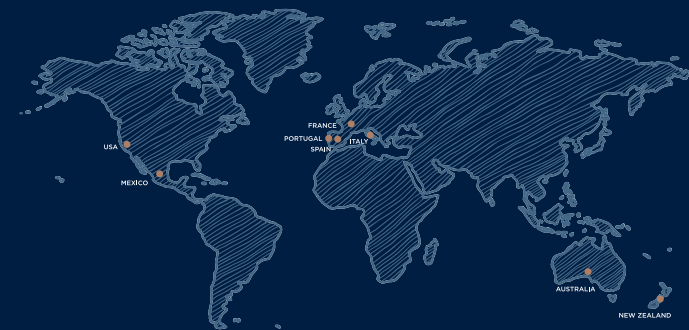 FRANCE
PORTUGAL
SPAIN
ITALY
USA
MEXICO
AUSTRALIA
NEW ZEALAND